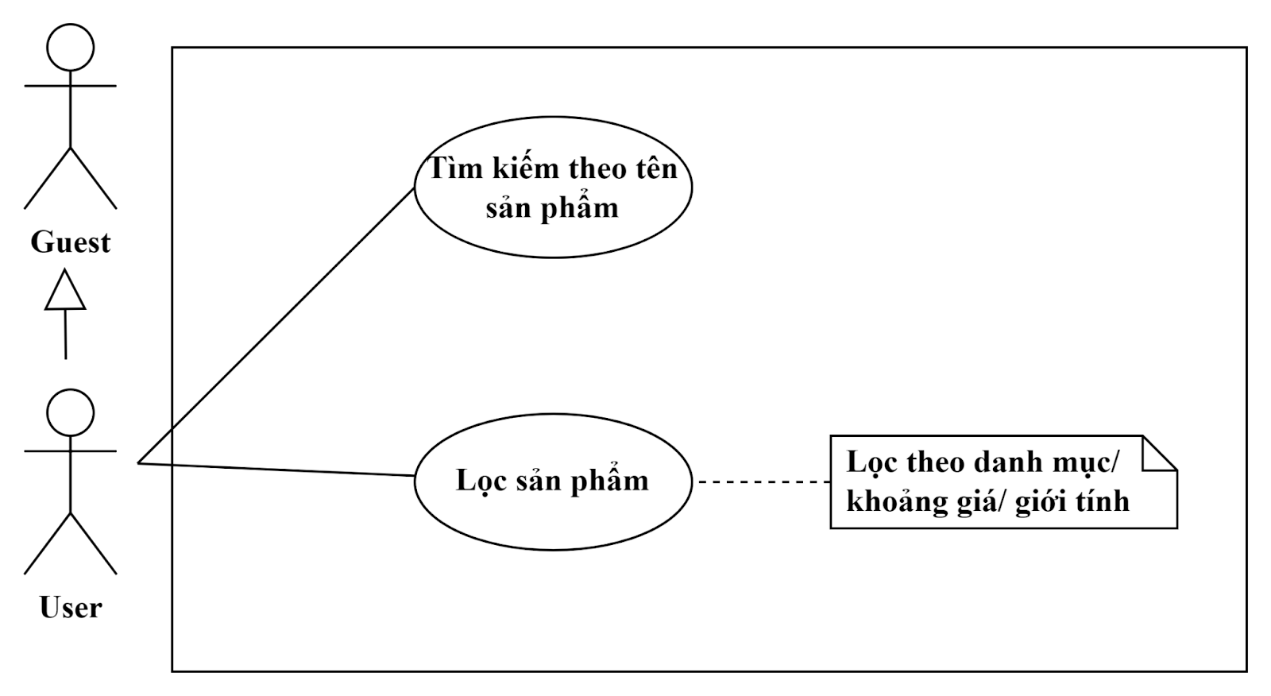 Guest
Tìm kiếm theo tên
sản phẩm
User
Lọc sản phẩm
Lọc theo danh mục/
khoảng giá/ giới tính